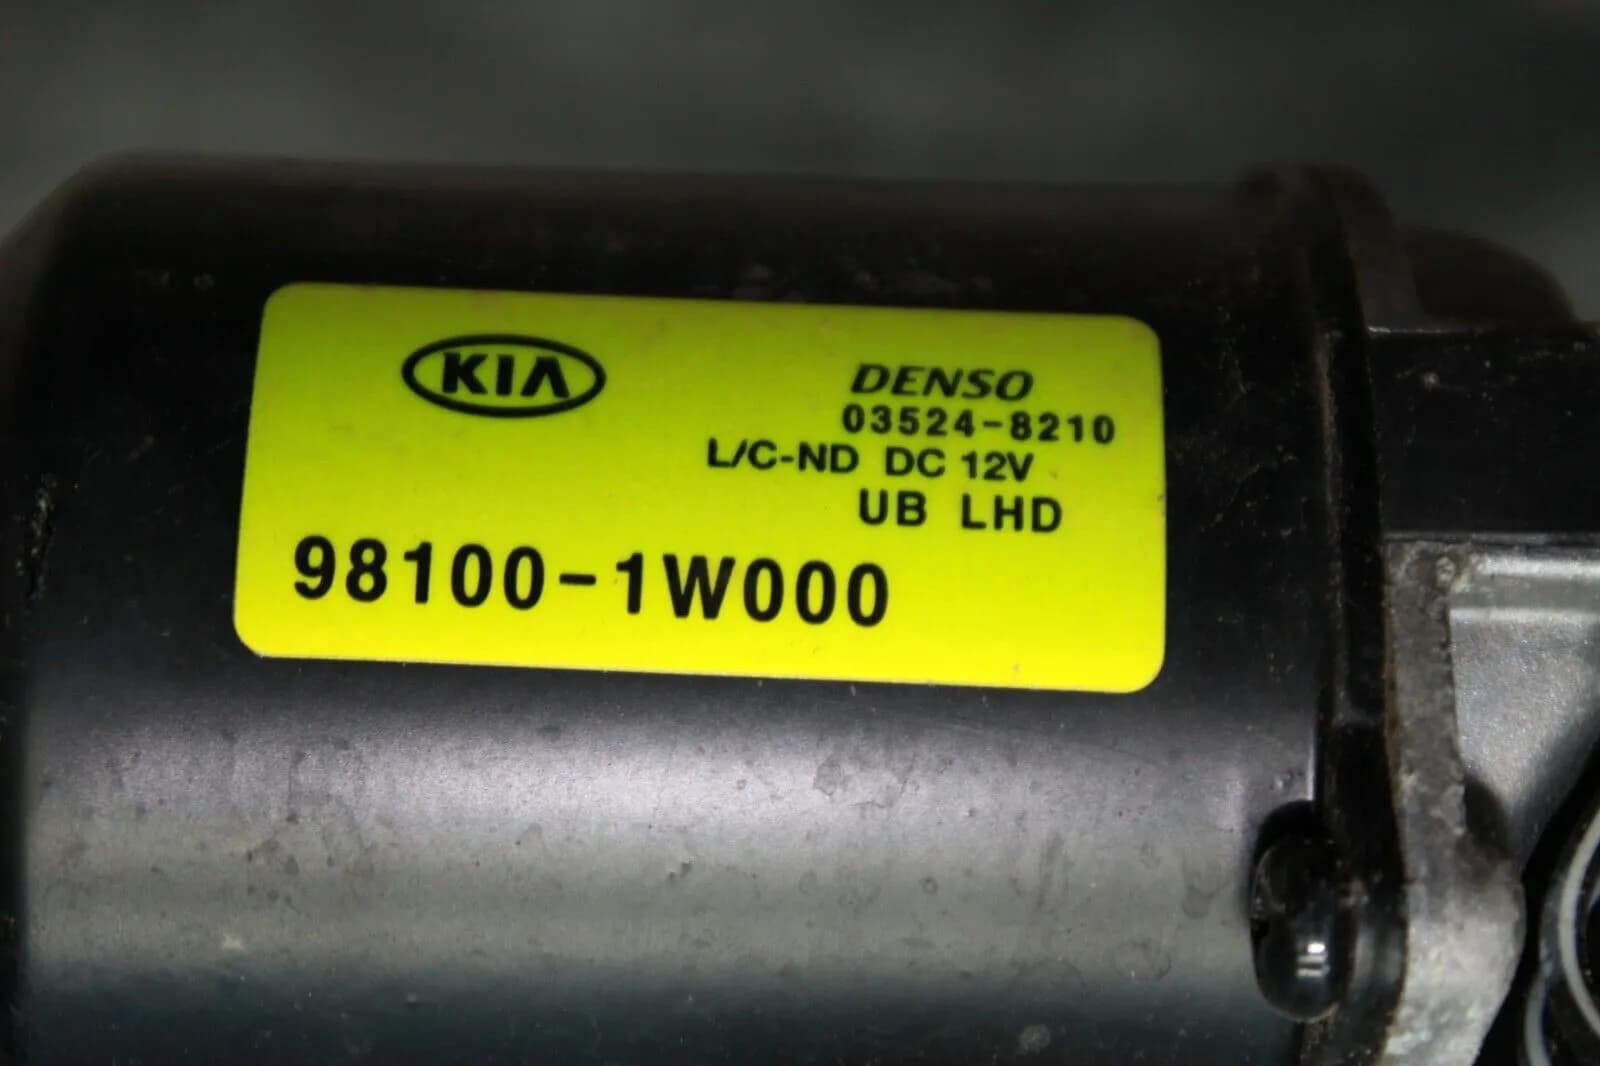 KIA
DENSO
03524-8210
L/C-ND DC 12V
UB LHD
98100-1W000